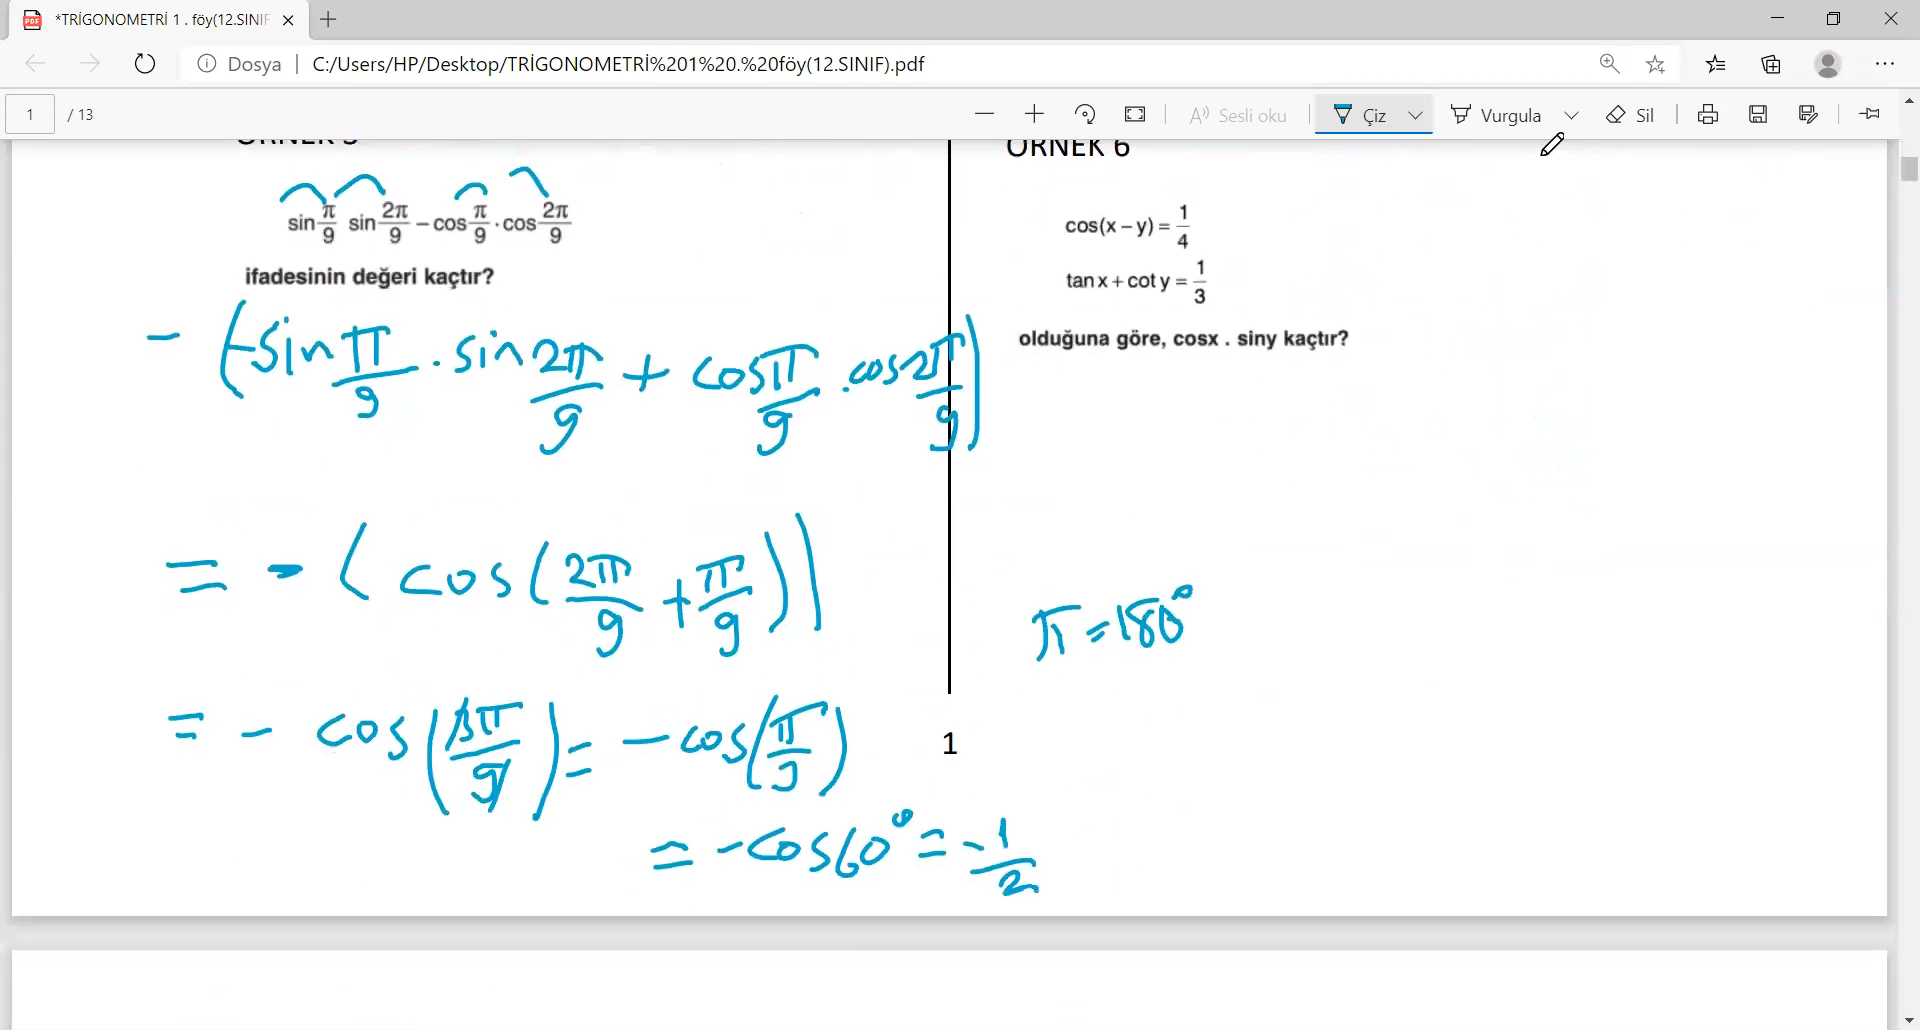 *TRİGONOMETRİ 1 . föy(12.SINIF
Dosya | C:/Users/HP/Desktop/TRİGONOMETRİ%201%20.%20föy(12.SINIF).pdf
1 / 13
Sesli oku Çiz Vurgula Sil
ÖRNEK 5
sin π/9 sin 2π/9 − cos π/9 · cos 2π/9
ifadesinin değeri kaçtır?
− (−sin π/9 . sin 2π/9 + cos π/9 . cos 2π/9)
= − (cos(2π/9 + π/9))
= − cos(3π/9) = − cos(π/3)
= −cos60° = −1/2
ÖRNEK 6
cos(x − y) = 1/4
tan x + cot y = 1/3
olduğuna göre, cosx . siny kaçtır?
π = 180°
1